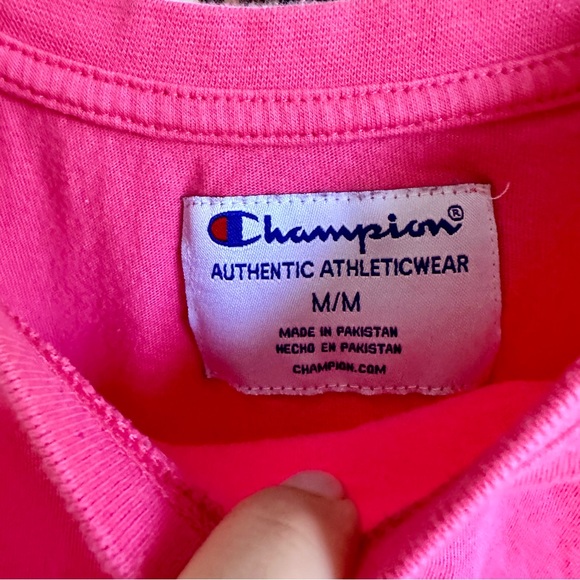 Champion®
AUTHENTIC ATHLETICWEAR
M/M
MADE IN PAKISTAN
HECHO EN PAKISTAN
CHAMPION.COM